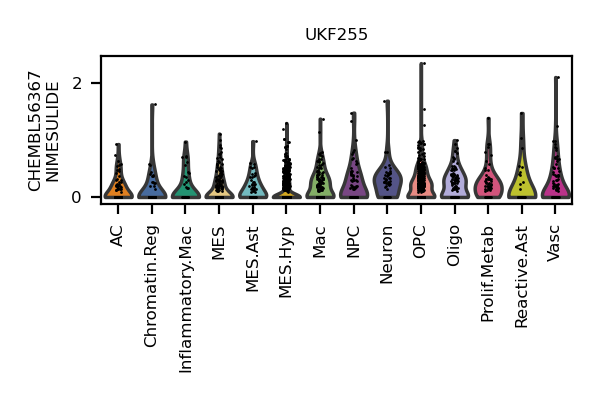 UKF255
CHEMBL56367
NIMESULIDE
2
0
AC
Chromatin.Reg
Inflammatory.Mac
MES
MES.Ast
MES.Hyp
Mac
NPC
Neuron
OPC
Oligo
Prolif.Metab
Reactive.Ast
Vasc